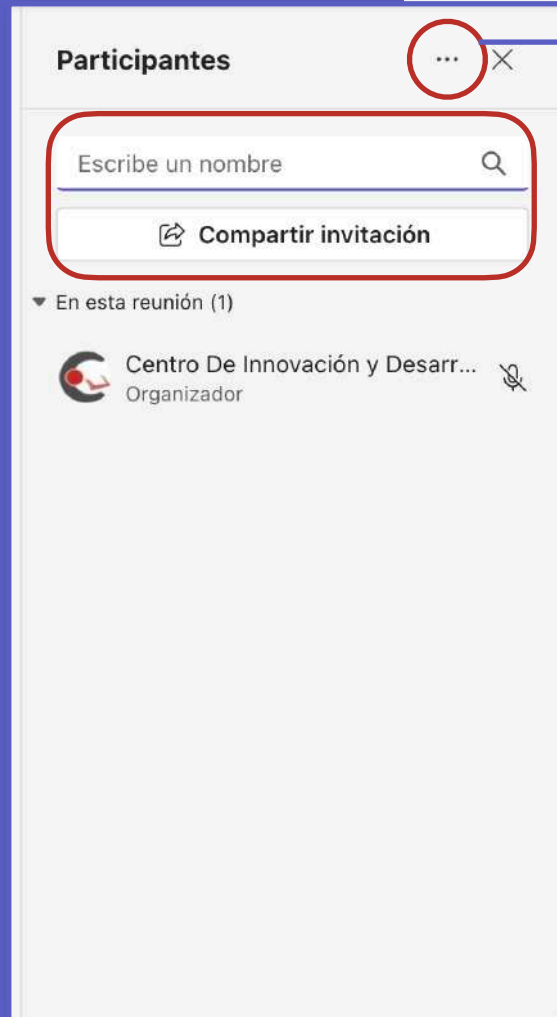 Participantes
Escribe un nombre
Compartir invitación
En esta reunión (1)
Centro De Innovación y Desarr...
Organizador